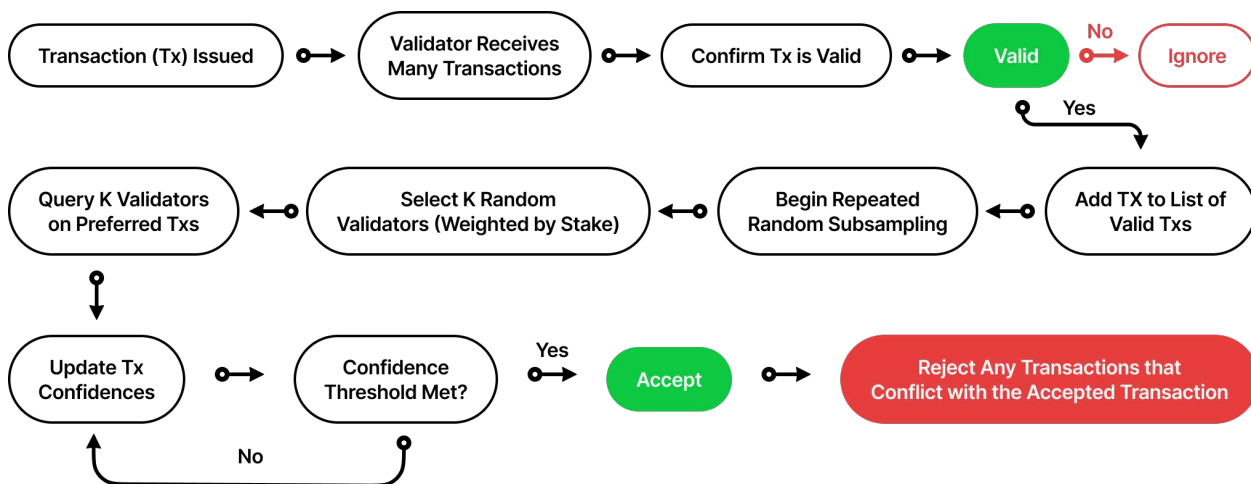 Transaction (Tx) Issued
Validator Receives
Many Transactions
Confirm Tx is Valid
Valid
No
Ignore
Yes
Query K Validators
on Preferred Txs
Select K Random
Validators (Weighted by Stake)
Begin Repeated
Random Subsampling
Add TX to List of
Valid Txs
Update Tx
Confidences
Confidence
Threshold Met?
Yes
Accept
Reject Any Transactions that
Conflict with the Accepted Transaction
No